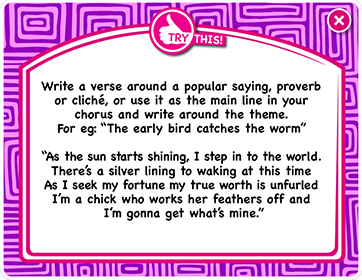 TRY THIS!
Write a verse around a popular saying, proverb
or cliché, or use it as the main line in your
chorus and write around the theme.
For eg: “The early bird catches the worm”
“As the sun starts shining, I step in to the world.
There's a silver lining to waking at this time
As I seek my fortune my true worth is unfurled
I'm a chick who works her feathers off and
I'm gonna get what's mine.”